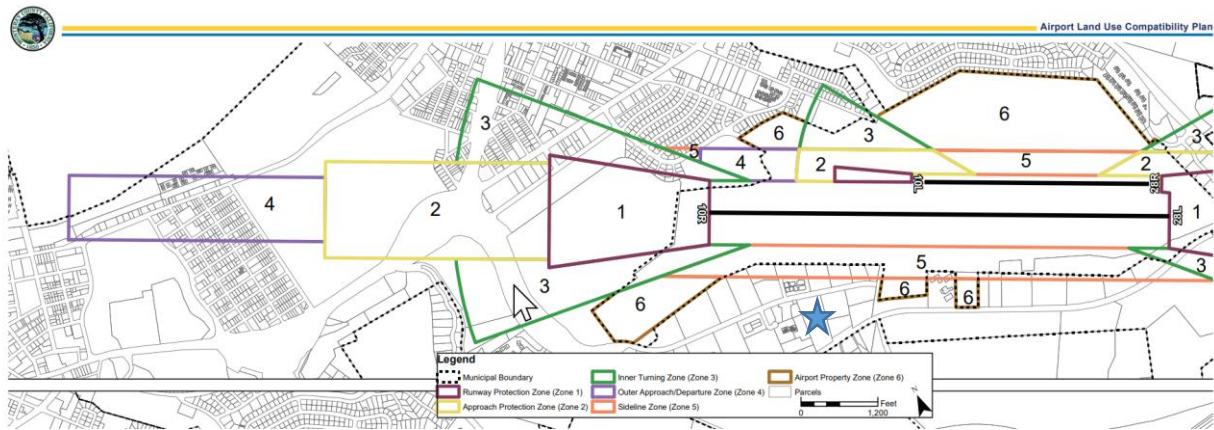 Airport Land Use Compatibility Plan
3
6
3
6
3
5
4
2
5
2
10L
28R
4
2
1
10R
28L
1
3
5
3
6
6
6
Legend
Municipal Boundary
Runway Protection Zone (Zone 1)
Approach Protection Zone (Zone 2)
Inner Turning Zone (Zone 3)
Outer Approach/Departure Zone (Zone 4)
Sideline Zone (Zone 5)
Airport Property Zone (Zone 6)
Parcels
Feet
0 1,200
N